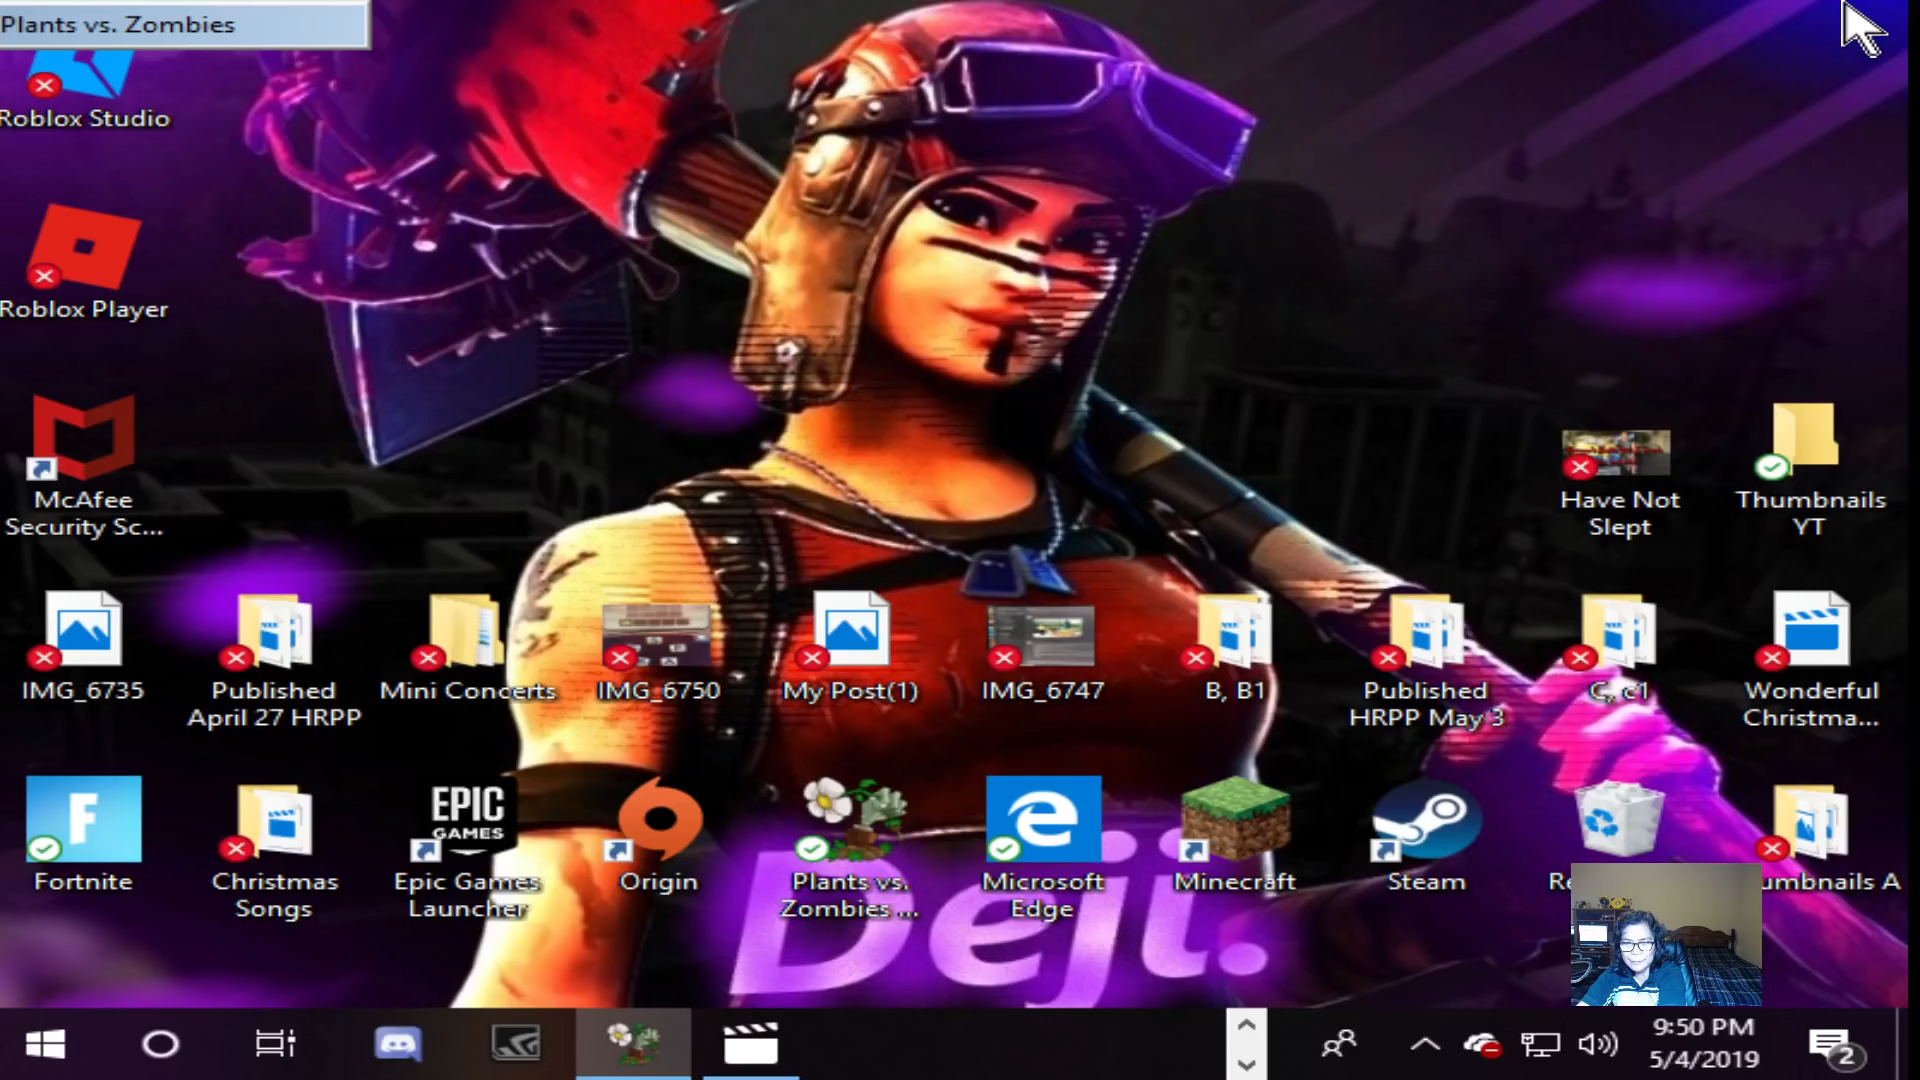 Plants vs. Zombies
Roblox Studio
Roblox Player
McAfee
Security Sc...
Have Not
Slept
Thumbnails
YT
IMG_6735
Published
April 27 HRPP
Mini Concerts
IMG_6750
My Post(1)
IMG_6747
B, B1
Published
HRPP May 3
C, c1
Wonderful
Christma...
F
Fortnite
Christmas
Songs
EPIC
GAMES
Epic Games
Launcher
Origin
Plants vs.
Zombies ...
Microsoft
Edge
Minecraft
Steam
Re
umbnails A
Deji.
9:50 PM
5/4/2019
2